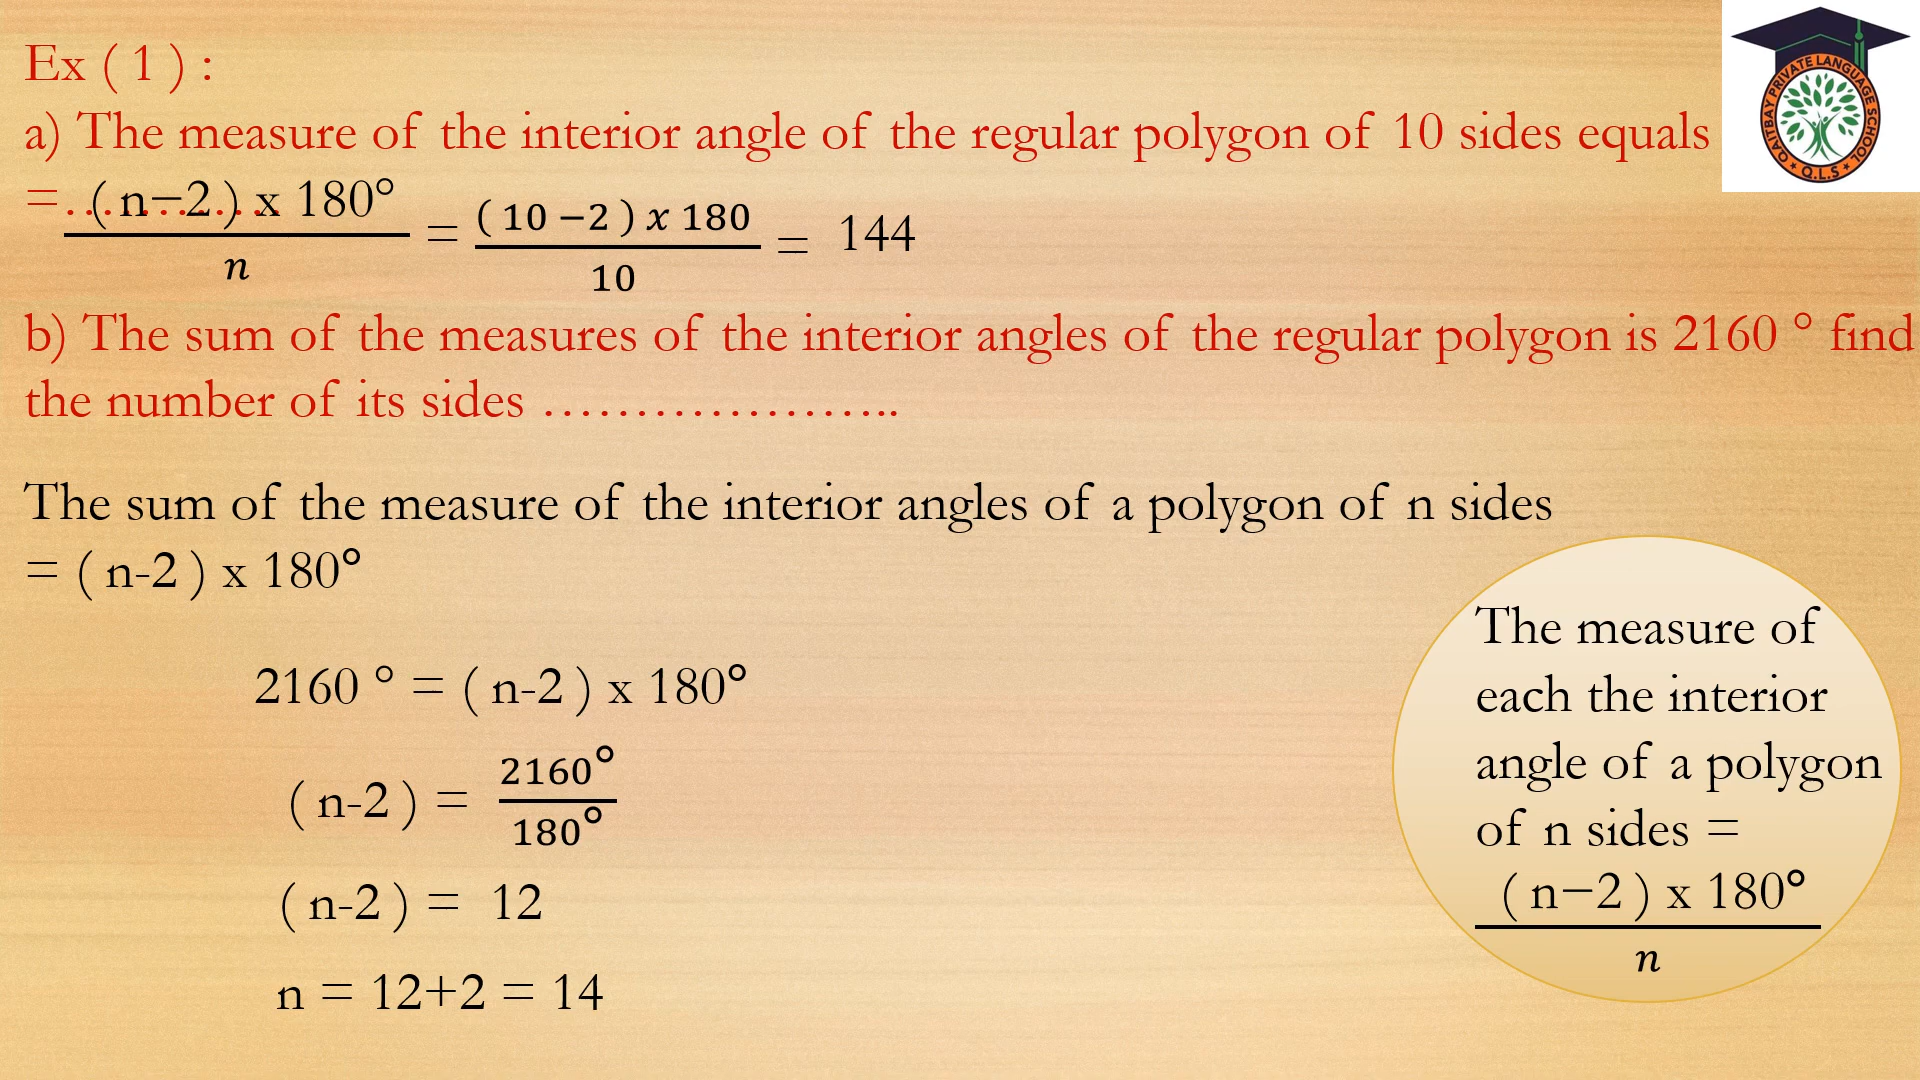 Ex ( 1 ) :
a) The measure of the interior angle of the regular polygon of 10 sides equals
=…………
( n−2 ) x 180°
n
= ( 10 −2 ) x 180
10
= 144
b) The sum of the measures of the interior angles of the regular polygon is 2160 ° find
the number of its sides ………………..
The sum of the measure of the interior angles of a polygon of n sides
= ( n-2 ) x 180°
2160 ° = ( n-2 ) x 180°
( n-2 ) = 2160°
180°
( n-2 ) = 12
n = 12+2 = 14
The measure of
each the interior
angle of a polygon
of n sides =
( n−2 ) x 180°
n
QAITBAY PRIVATE LANGUAGE SCHOOL
• Q.L.S •